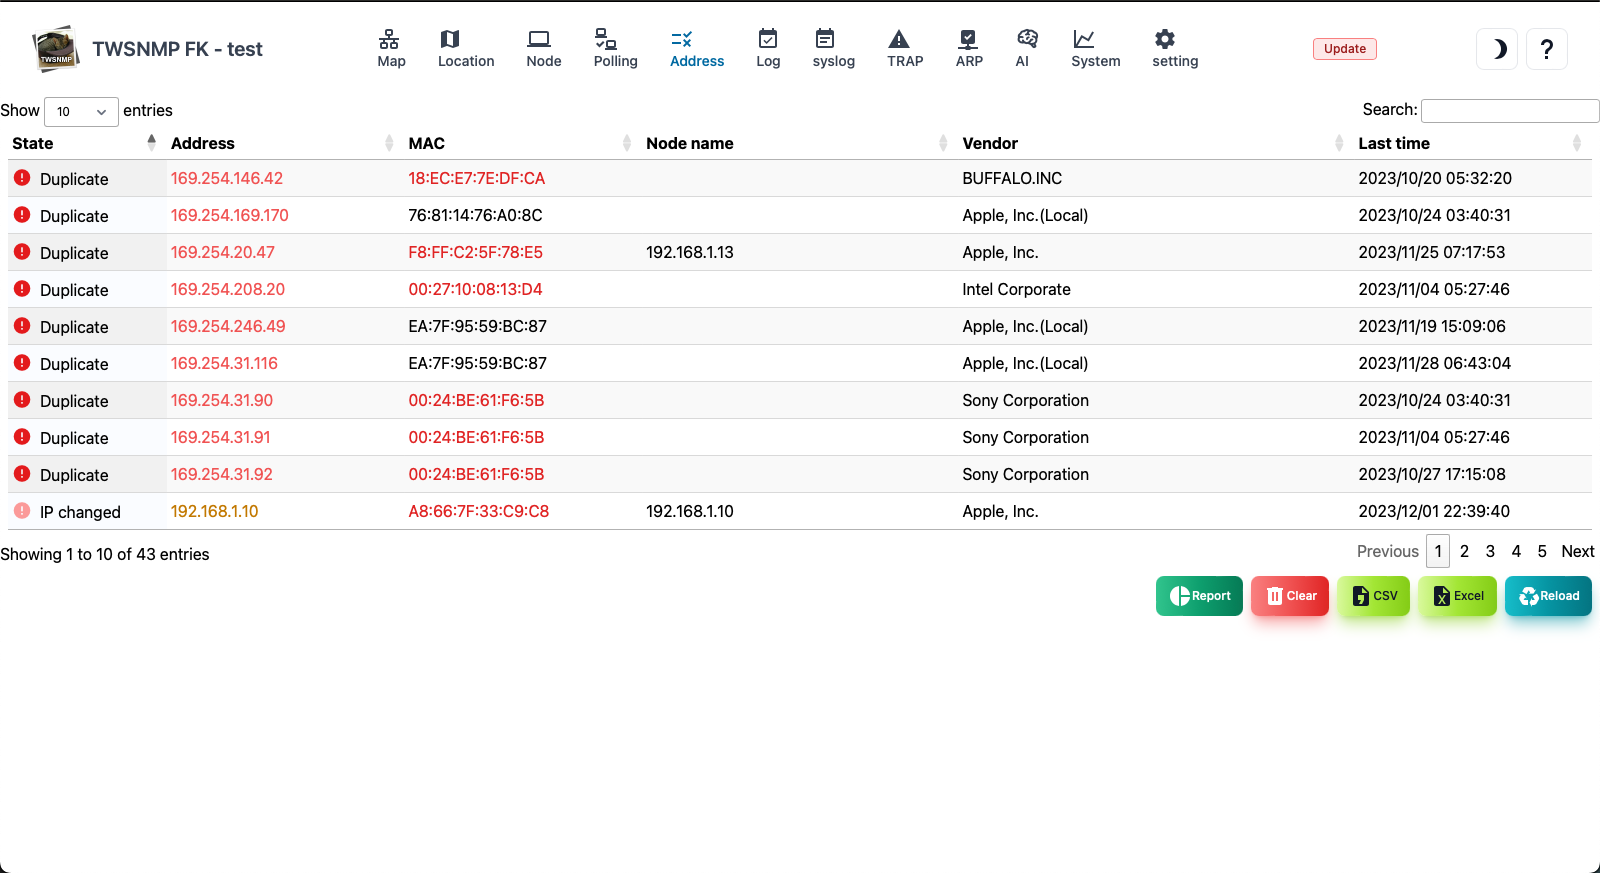 TWSNMP
TWSNMP FK - test
Map Location Node Polling Address Log syslog TRAP ARP AI System setting
Update
?
Show 10 entries
Search:
State Address MAC Node name Vendor Last time
Duplicate 169.254.146.42 18:EC:E7:7E:DF:CA BUFFALO.INC 2023/10/20 05:32:20
Duplicate 169.254.169.170 76:81:14:76:A0:8C Apple, Inc.(Local) 2023/10/24 03:40:31
Duplicate 169.254.20.47 F8:FF:C2:5F:78:E5 192.168.1.13 Apple, Inc. 2023/11/25 07:17:53
Duplicate 169.254.208.20 00:27:10:08:13:D4 Intel Corporate 2023/11/04 05:27:46
Duplicate 169.254.246.49 EA:7F:95:59:BC:87 Apple, Inc.(Local) 2023/11/19 15:09:06
Duplicate 169.254.31.116 EA:7F:95:59:BC:87 Apple, Inc.(Local) 2023/11/28 06:43:04
Duplicate 169.254.31.90 00:24:BE:61:F6:5B Sony Corporation 2023/10/24 03:40:31
Duplicate 169.254.31.91 00:24:BE:61:F6:5B Sony Corporation 2023/11/04 05:27:46
Duplicate 169.254.31.92 00:24:BE:61:F6:5B Sony Corporation 2023/10/27 17:15:08
IP changed 192.168.1.10 A8:66:7F:33:C9:C8 192.168.1.10 Apple, Inc. 2023/12/01 22:39:40
Showing 1 to 10 of 43 entries
Previous 1 2 3 4 5 Next
Report Clear CSV Excel Reload